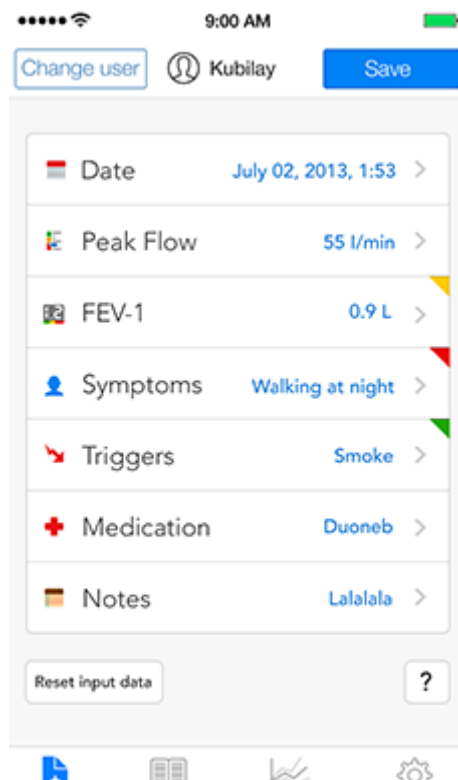 9:00 AM
Change user Kubilay Save
Date July 02, 2013, 1:53
Peak Flow 55 l/min
FEV-1 0.9 L
Symptoms Walking at night
Triggers Smoke
Medication Duoneb
Notes Lalalala
Reset input data ?